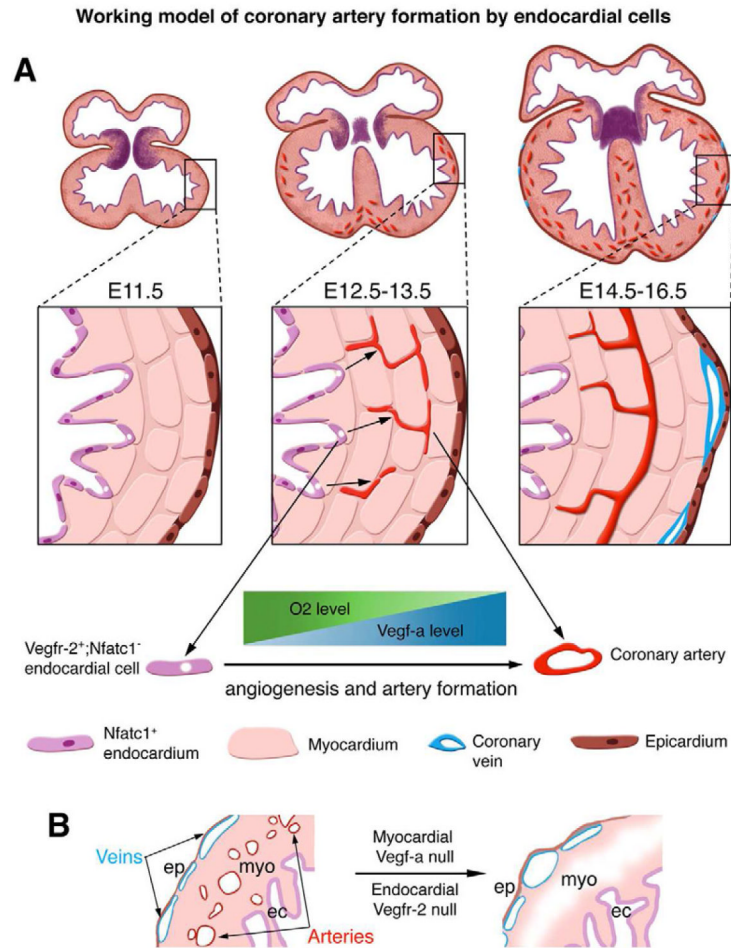 Working model of coronary artery formation by endocardial cells
A
E11.5
E12.5-13.5
E14.5-16.5
O2 level
Vegf-a level
Vegfr-2+;Nfatc1-
endocardial cell
Coronary artery
angiogenesis and artery formation
Nfatc1+
endocardium
Myocardium
Coronary
vein
Epicardium
B
Veins
ep
myo
ec
Arteries
Myocardial
Vegf-a null
Endocardial
Vegfr-2 null
ep
myo
ec